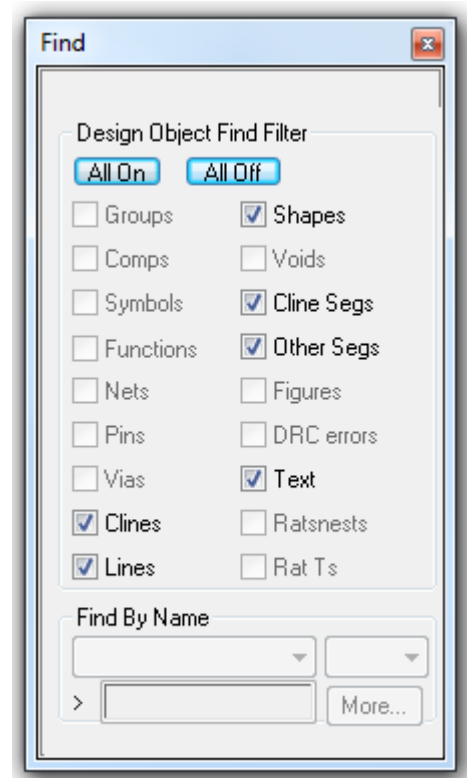 Find
Design Object Find Filter
All On All Off
Groups Shapes
Comps Voids
Symbols Cline Segs
Functions Other Segs
Nets Figures
Pins DRC errors
Vias Text
Clines Ratsnests
Lines Rat Ts
Find By Name
>
More...